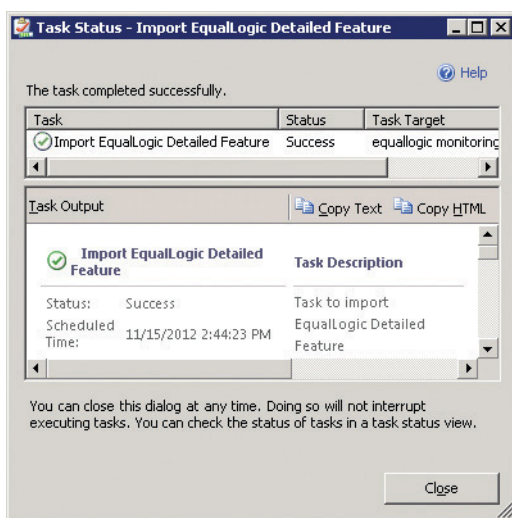 Task Status - Import EqualLogic Detailed Feature
Help
The task completed successfully.
Task Status Task Target
Import EqualLogic Detailed Feature Success equallogic monitoring
Task Output Copy Text Copy HTML
Import EqualLogic Detailed
Feature
Task Description
Status: Success
Scheduled
Time: 11/15/2012 2:44:23 PM
Task to import
EqualLogic Detailed
Feature
You can close this dialog at any time. Doing so will not interrupt
executing tasks. You can check the status of tasks in a task status view.
Close